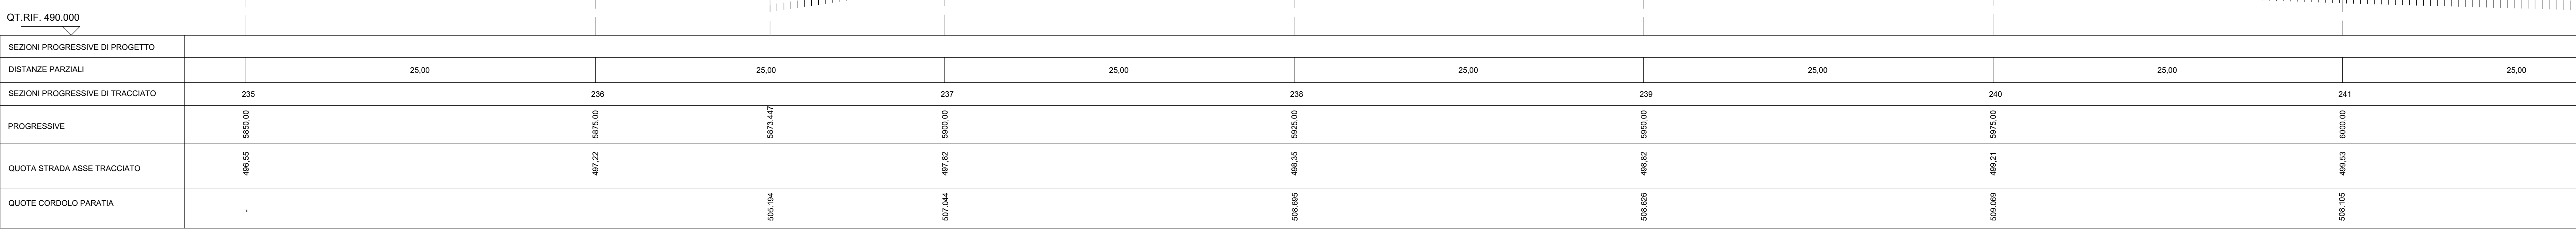 QT.RIF. 490.000
SEZIONI PROGRESSIVE DI PROGETTO
DISTANZE PARZIALI 25,00 25,00 25,00 25,00 25,00 25,00 25,00
SEZIONI PROGRESSIVE DI TRACCIATO 235 236 237 238 239 240 241
PROGRESSIVE 5850,00 5875,00 5873.447 5900,00 5925,00 5950,00 5975,00 6000,00
QUOTA STRADA ASSE TRACCIATO 496,55 497,22 497,82 498,35 498,82 499,21 499,53
QUOTE CORDOLO PARATIA - 505.194 507.044 508.695 508.626 509.069 508.105